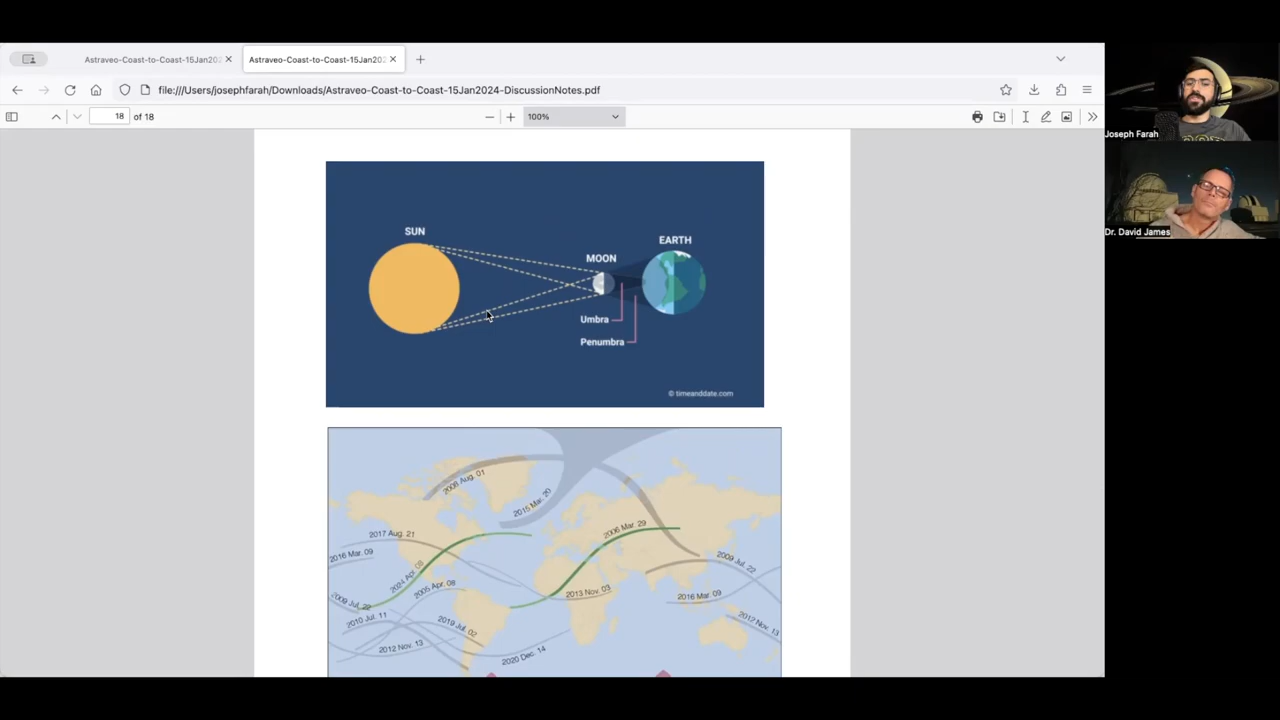 Astraveo-Coast-to-Coast-15Jan202
Astraveo-Coast-to-Coast-15Jan202
file:///Users/josephfarah/Downloads/Astraveo-Coast-to-Coast-15Jan2024-DiscussionNotes.pdf
18 of 18
100%
SUN
EARTH
MOON
Umbra
Penumbra
© timeanddate.com
2008 Aug. 01
2015 Mar. 20
2006 Mar. 29
2017 Aug. 21
2016 Mar. 09
2009 Jul. 22
2024 Apr. 08
2005 Apr. 08
2013 Nov. 03
2016 Mar. 09
2009 Jul. 22
2010 Jul. 11
2019 Jul. 02
2012 Nov. 13
2012 Nov. 13
2020 Dec. 14
Joseph Farah
Dr. David James